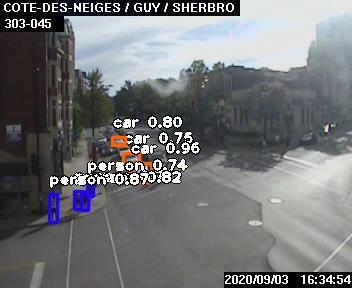 COTE-DES-NEIGES / GUY / SHERBRO
303-045
car 0.80
car 0.75
car 0.96
person 0.74
person 0.87
0.82
2020/09/03 16:34:54